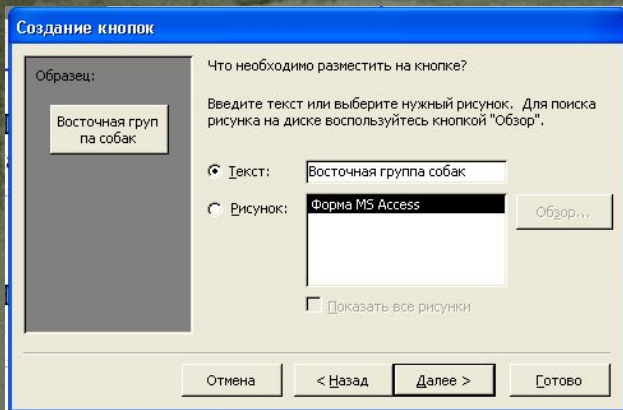 Создание кнопок
Образец:
Восточная груп
па собак
Что необходимо разместить на кнопке?
Введите текст или выберите нужный рисунок. Для поиска
рисунка на диске воспользуйтесь кнопкой "Обзор".
Текст:
Восточная группа собак
Рисунок:
Форма MS Access
Обзор...
Показать все рисунки
Отмена
< Назад
Далее >
Готово